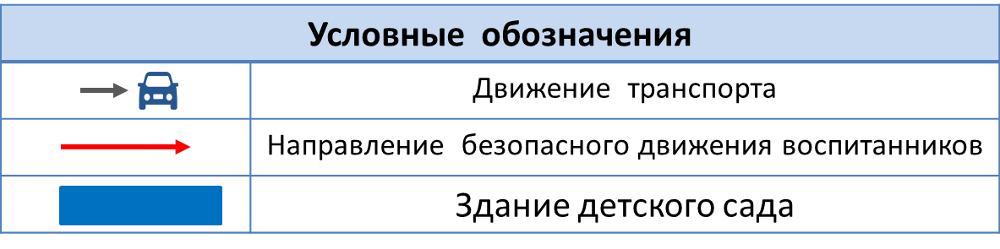 Условные обозначения
Движение транспорта
Направление безопасного движения воспитанников
Здание детского сада